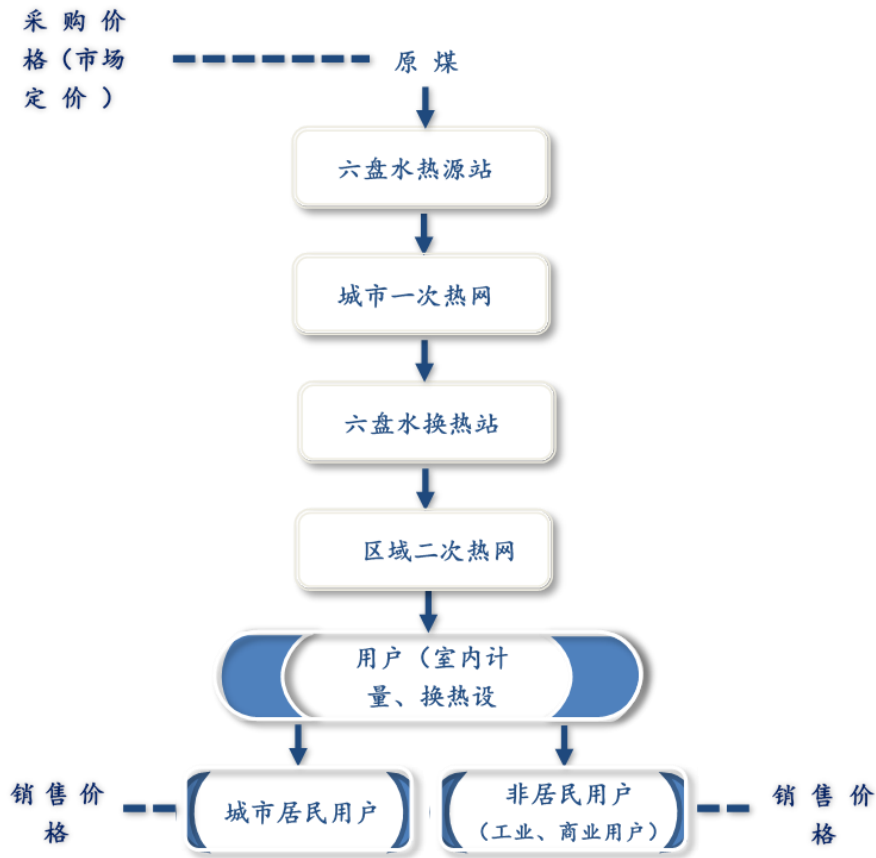 采购价
格（市场
定价）
原煤
六盘水热源站
城市一次热网
六盘水换热站
区域二次热网
用户（室内计
量、换热设
销售价
格
城市居民用户
非居民用户
（工业、商业用户）
销售价
格